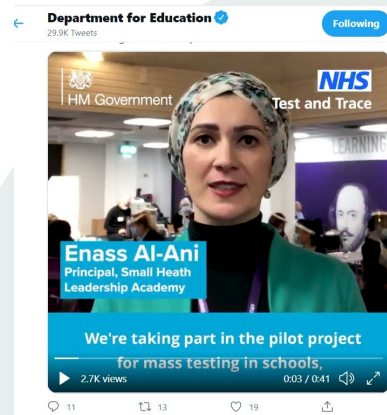 Department for Education
29.9K Tweets
Following
HM Government
NHS
Test and Trace
LEARNING
Enass Al-Ani
Principal, Small Heath
Leadership Academy
We're taking part in the pilot project
for mass testing in schools,
2.7K views
0:03 / 0:41
11
13
19